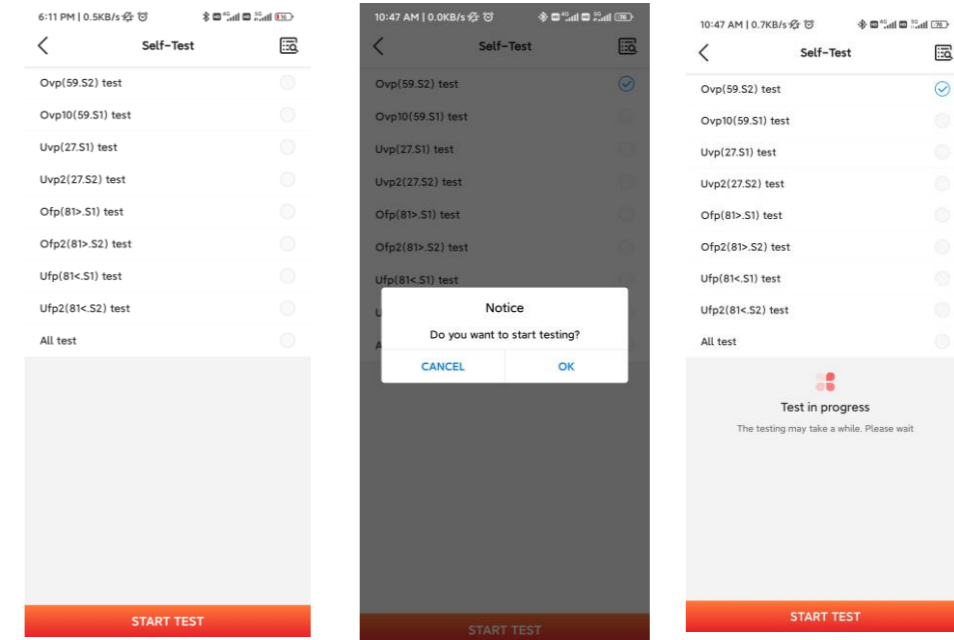 6:11 PM | 0.5KB/s
Self-Test
Ovp(59.S2) test
Ovp10(59.S1) test
Uvp(27.S1) test
Uvp2(27.S2) test
Ofp(81>.S1) test
Ofp2(81>.S2) test
Ufp(81<.S1) test
Ufp2(81<.S2) test
All test
START TEST
10:47 AM | 0.0KB/s
Self-Test
Ovp(59.S2) test
Ovp10(59.S1) test
Uvp(27.S1) test
Uvp2(27.S2) test
Ofp(81>.S1) test
Ofp2(81>.S2) test
Ufp(81<.S1) test
U
A
Notice
Do you want to start testing?
CANCEL OK
START TEST
10:47 AM | 0.7KB/s
Self-Test
Ovp(59.S2) test
Ovp10(59.S1) test
Uvp(27.S1) test
Uvp2(27.S2) test
Ofp(81>.S1) test
Ofp2(81>.S2) test
Ufp(81<.S1) test
Ufp2(81<.S2) test
All test
Test in progress
The testing may take a while. Please wait
START TEST